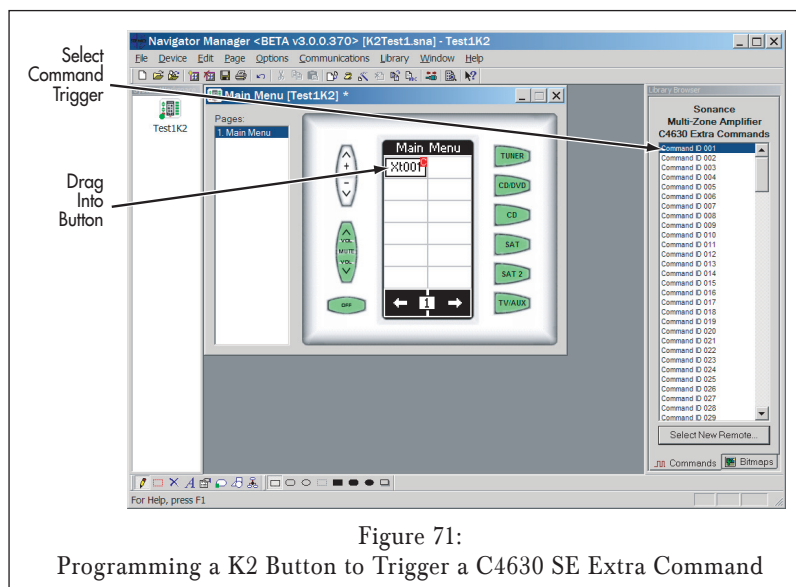 Navigator Manager <BETA v3.0.0.370> [K2Test1.sna] - Test1K2
File Device Edit Page Options Communications Library Window Help
Select
Command
Trigger
Test1K2
Main Menu [Test1K2] *
Pages:
1. Main Menu
Main Menu
Xt001
+
-
VOL
MUTE
VOL
OFF
1
TUNER
CD/DVD
CD
SAT
SAT 2
TV/AUX
Drag
Into
Button
Library Browser
Sonance
Multi-Zone Amplifier
C4630 Extra Commands
Command ID 001
Command ID 002
Command ID 003
Command ID 004
Command ID 005
Command ID 006
Command ID 007
Command ID 008
Command ID 009
Command ID 010
Command ID 011
Command ID 012
Command ID 013
Command ID 014
Command ID 015
Command ID 016
Command ID 017
Command ID 018
Command ID 019
Command ID 020
Command ID 021
Command ID 022
Command ID 023
Command ID 024
Command ID 025
Command ID 026
Command ID 027
Command ID 028
Command ID 029
Select New Remote...
Commands Bitmaps
For Help, press F1
Figure 71:
Programming a K2 Button to Trigger a C4630 SE Extra Command